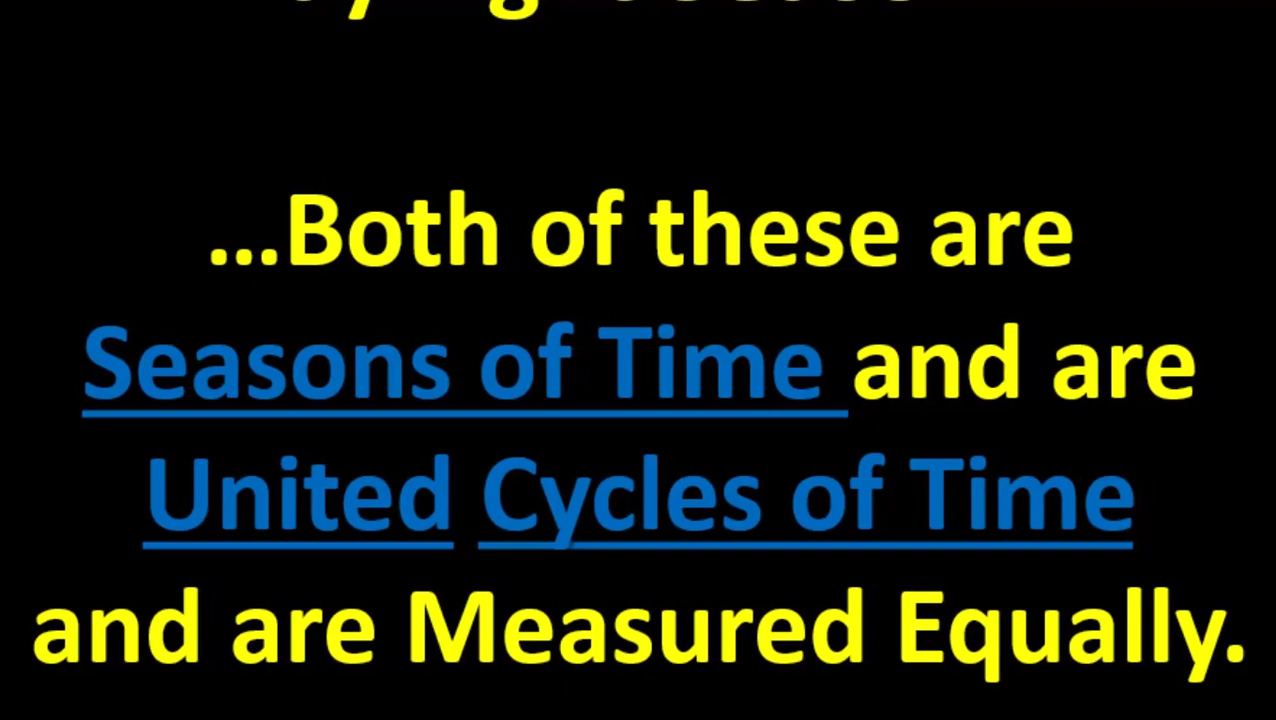 …Both of these are
Seasons of Time and are
United Cycles of Time
and are Measured Equally.